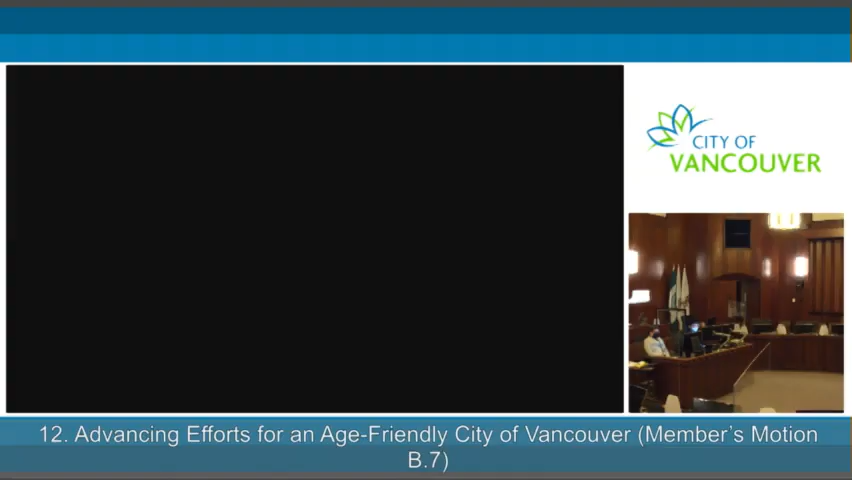 CITY OF
VANCOUVER
12. Advancing Efforts for an Age-Friendly City of Vancouver (Member's Motion
B.7)